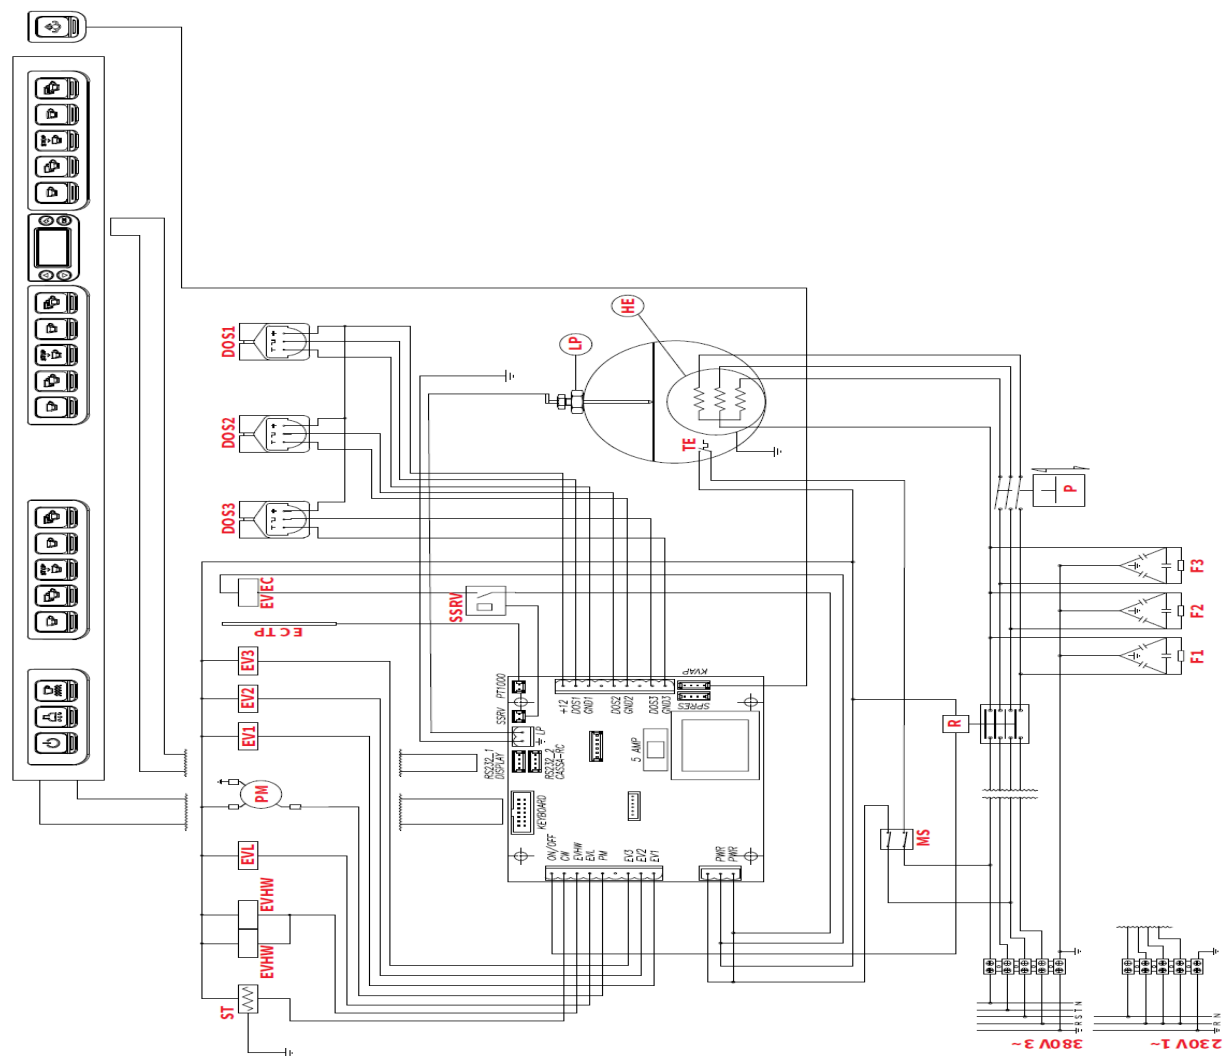 HE
LP
DOS1
DOS2
TE
DOS3
P
EVEC
SSRV
ECTP
F3
F2
F1
EV3
EV2
EV1
PT1000
SSRV
LP
+12
DOS1
GND1
DOS2
GND2
DOS3
GND3
KVAP
SPRES
R
RS232_1
DISPLAY
RS232_2
CASSA-RC
5 AMP
PM
KEYBOARD
MS
EVL
ON/OFF
CW
EVHW
EVL
PM
EV3
EV2
EV1
PWR
PWR
EVHW
EVHW
ST
R S T N
R N
380V 3~
230V 1~